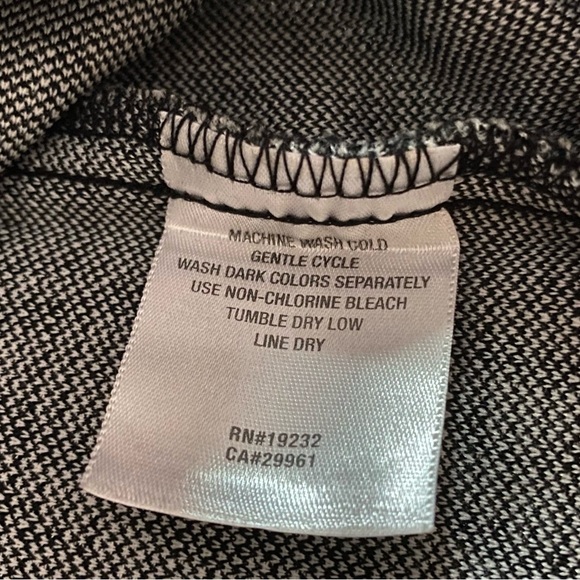 MACHINE WASH COLD
GENTLE CYCLE
WASH DARK COLORS SEPARATELY
USE NON-CHLORINE BLEACH
TUMBLE DRY LOW
LINE DRY
RN#19232
CA#29961